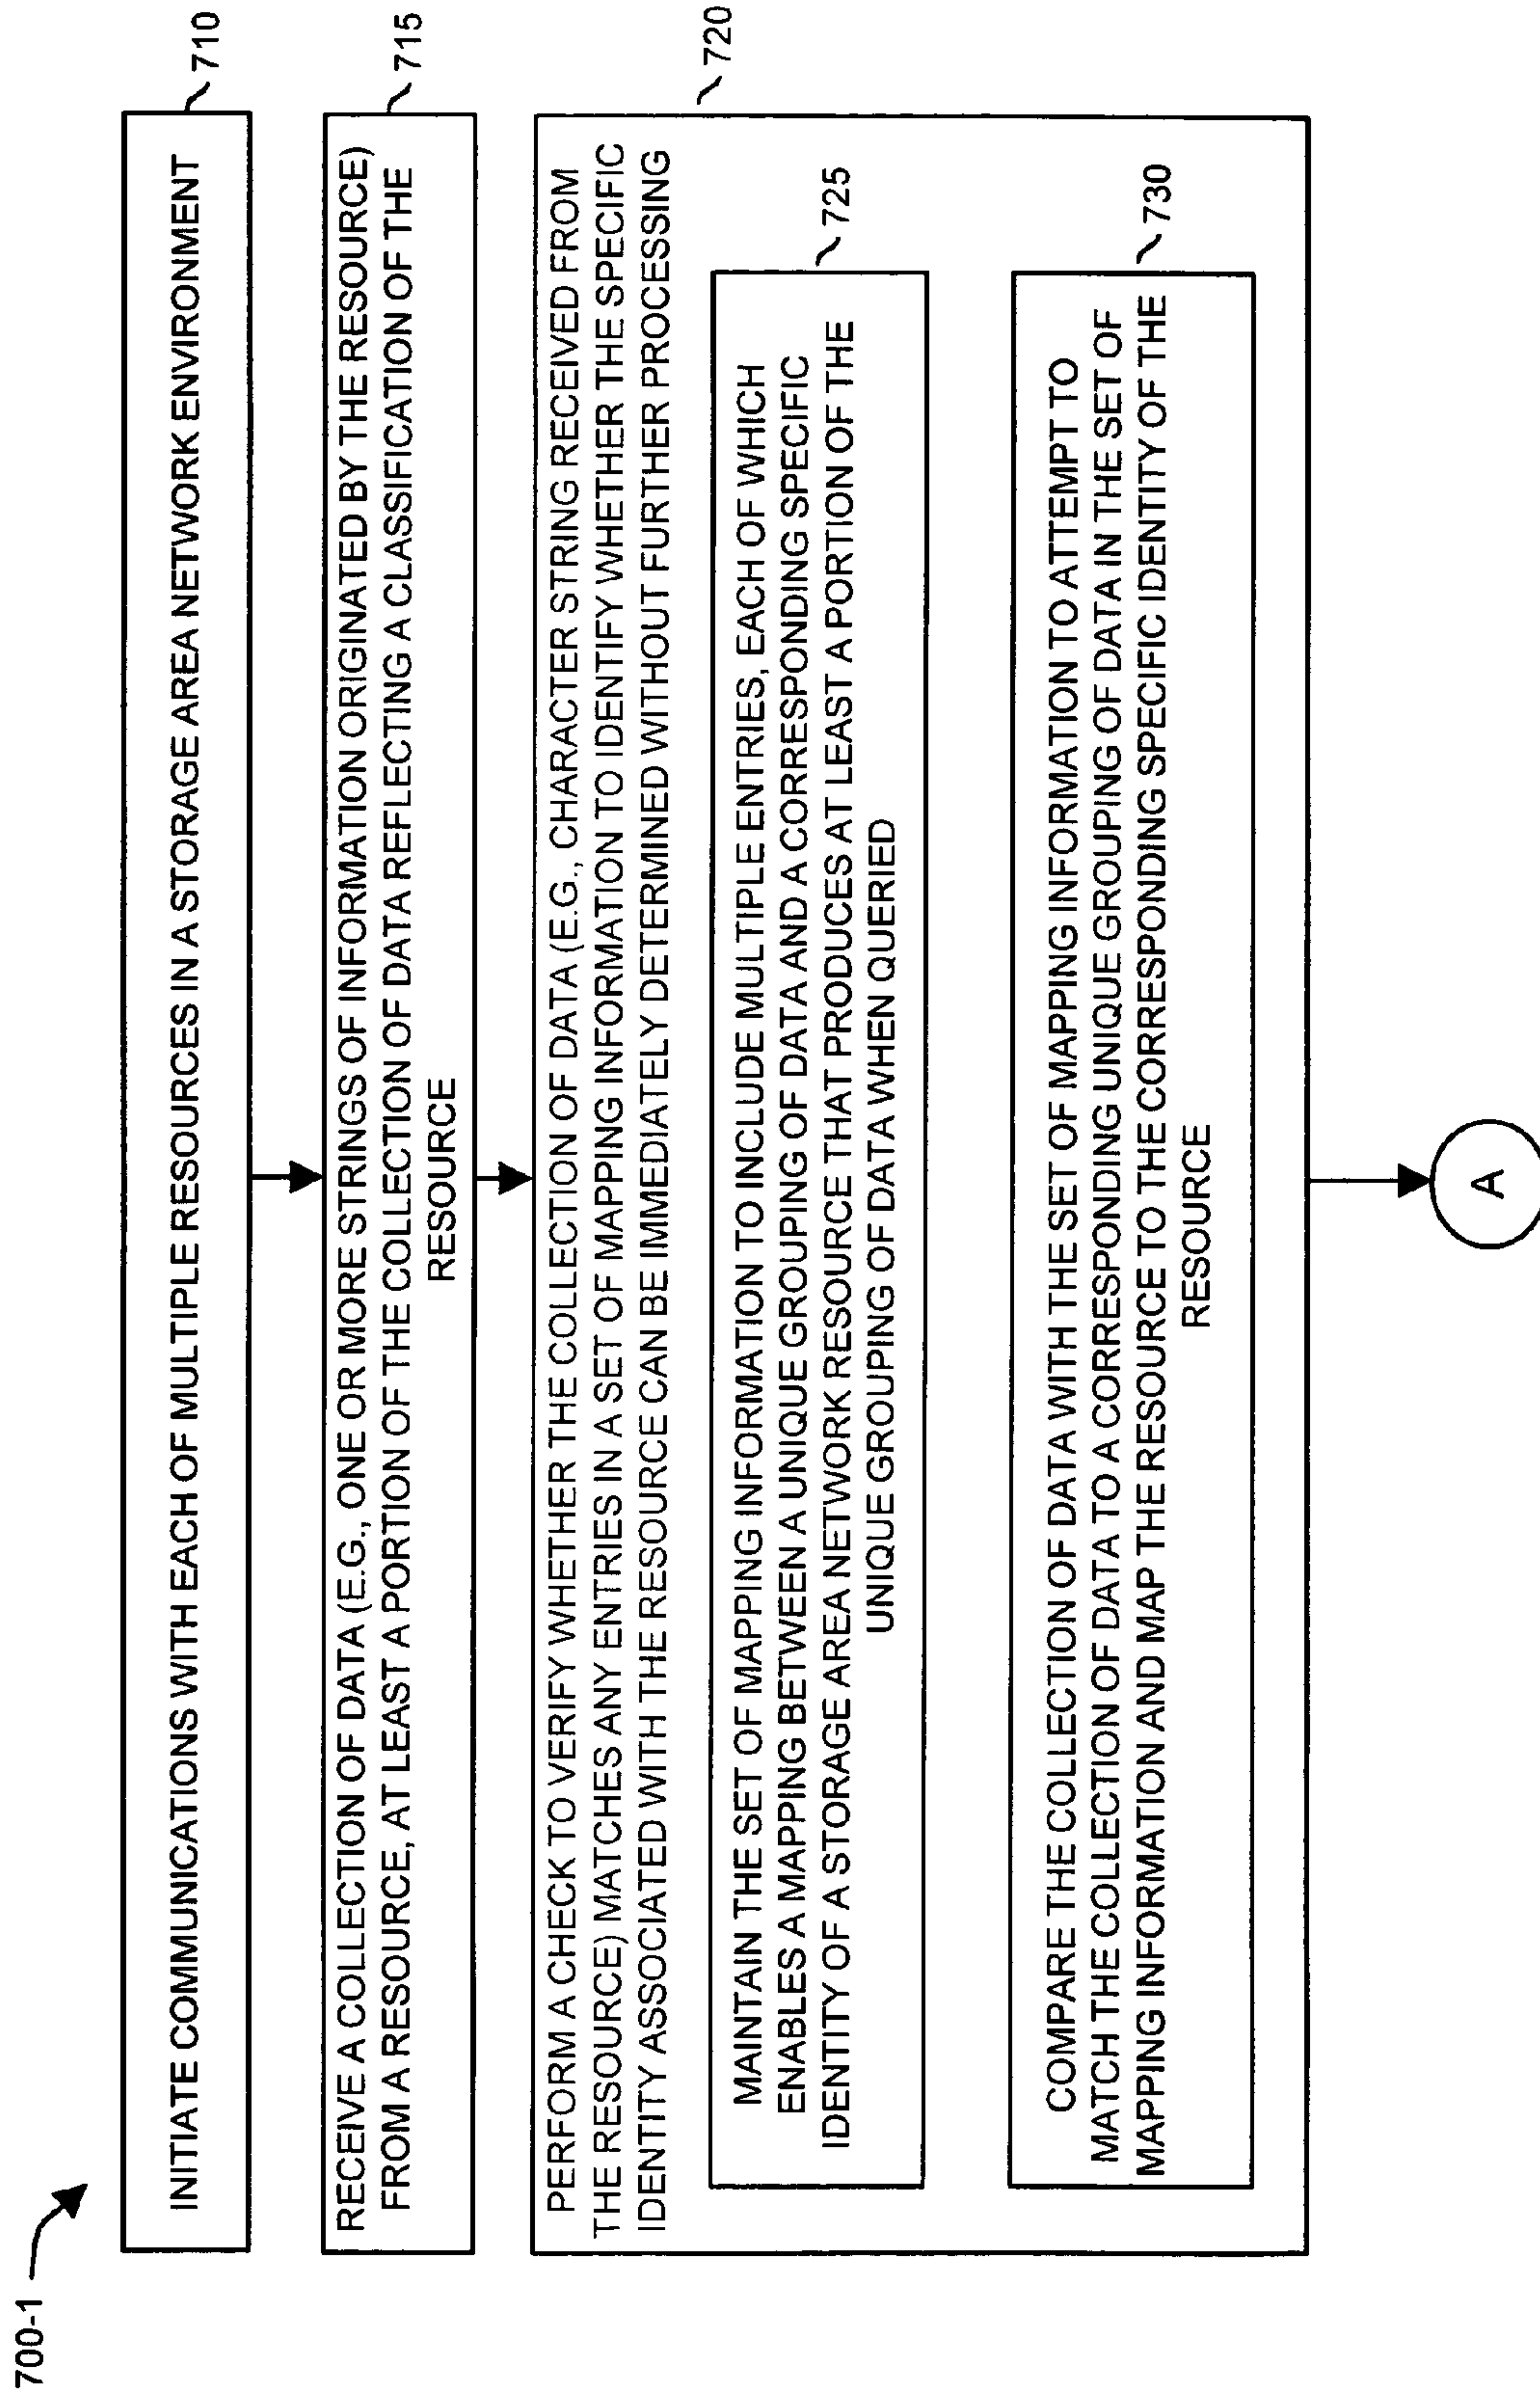 700-1
INITIATE COMMUNICATIONS WITH EACH OF MULTIPLE RESOURCES IN A STORAGE AREA NETWORK ENVIRONMENT
710
RECEIVE A COLLECTION OF DATA (E.G., ONE OR MORE STRINGS OF INFORMATION ORIGINATED BY THE RESOURCE)
FROM A RESOURCE, AT LEAST A PORTION OF THE COLLECTION OF DATA REFLECTING A CLASSIFICATION OF THE
RESOURCE
715
PERFORM A CHECK TO VERIFY WHETHER THE COLLECTION OF DATA (E.G., CHARACTER STRING RECEIVED FROM
THE RESOURCE) MATCHES ANY ENTRIES IN A SET OF MAPPING INFORMATION TO IDENTIFY WHETHER THE SPECIFIC
IDENTITY ASSOCIATED WITH THE RESOURCE CAN BE IMMEDIATELY DETERMINED WITHOUT FURTHER PROCESSING
720
MAINTAIN THE SET OF MAPPING INFORMATION TO INCLUDE MULTIPLE ENTRIES, EACH OF WHICH
ENABLES A MAPPING BETWEEN A UNIQUE GROUPING OF DATA AND A CORRESPONDING SPECIFIC
IDENTITY OF A STORAGE AREA NETWORK RESOURCE THAT PRODUCES AT LEAST A PORTION OF THE
UNIQUE GROUPING OF DATA WHEN QUERIED
725
COMPARE THE COLLECTION OF DATA WITH THE SET OF MAPPING INFORMATION TO ATTEMPT TO
MATCH THE COLLECTION OF DATA TO A CORRESPONDING UNIQUE GROUPING OF DATA IN THE SET OF
MAPPING INFORMATION AND MAP THE RESOURCE TO THE CORRESPONDING SPECIFIC IDENTITY OF THE
RESOURCE
730
A